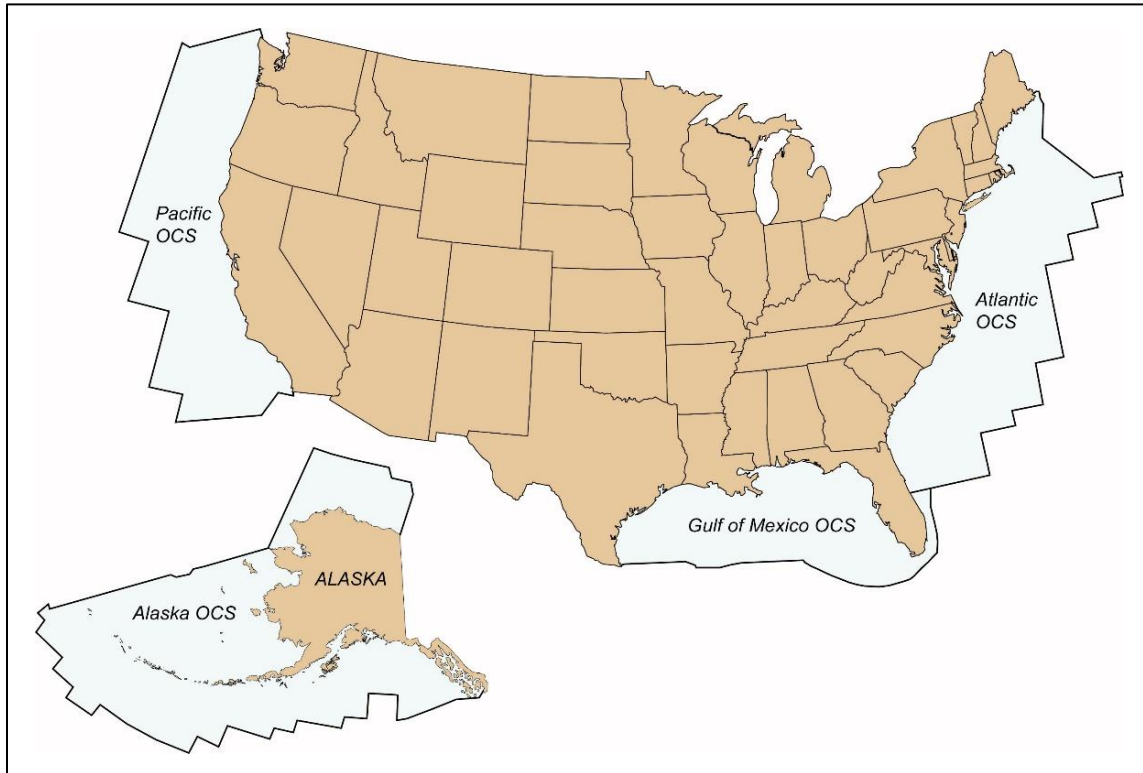 Pacific
OCS
Atlantic
OCS
Gulf of Mexico OCS
ALASKA
Alaska OCS